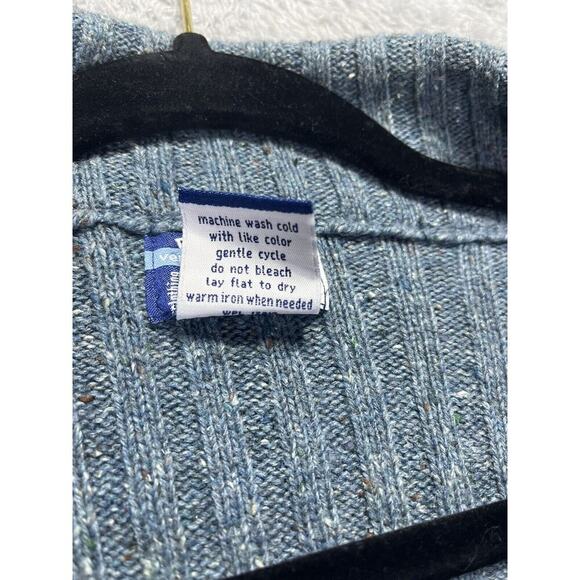 machine wash cold
with like color
gentle cycle
do not bleach
lay flat to dry
warm iron when needed